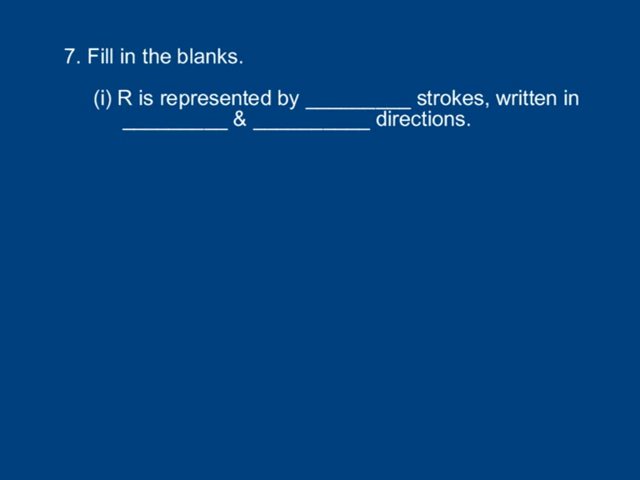 7. Fill in the blanks.
(i) R is represented by _________ strokes, written in
_________ & __________ directions.